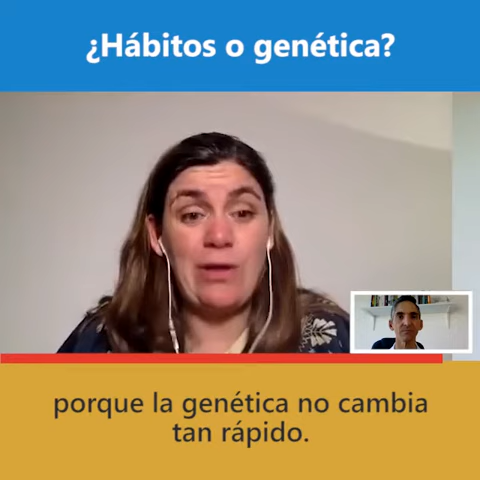 ¿Hábitos o genética?
porque la genética no cambia
tan rápido.